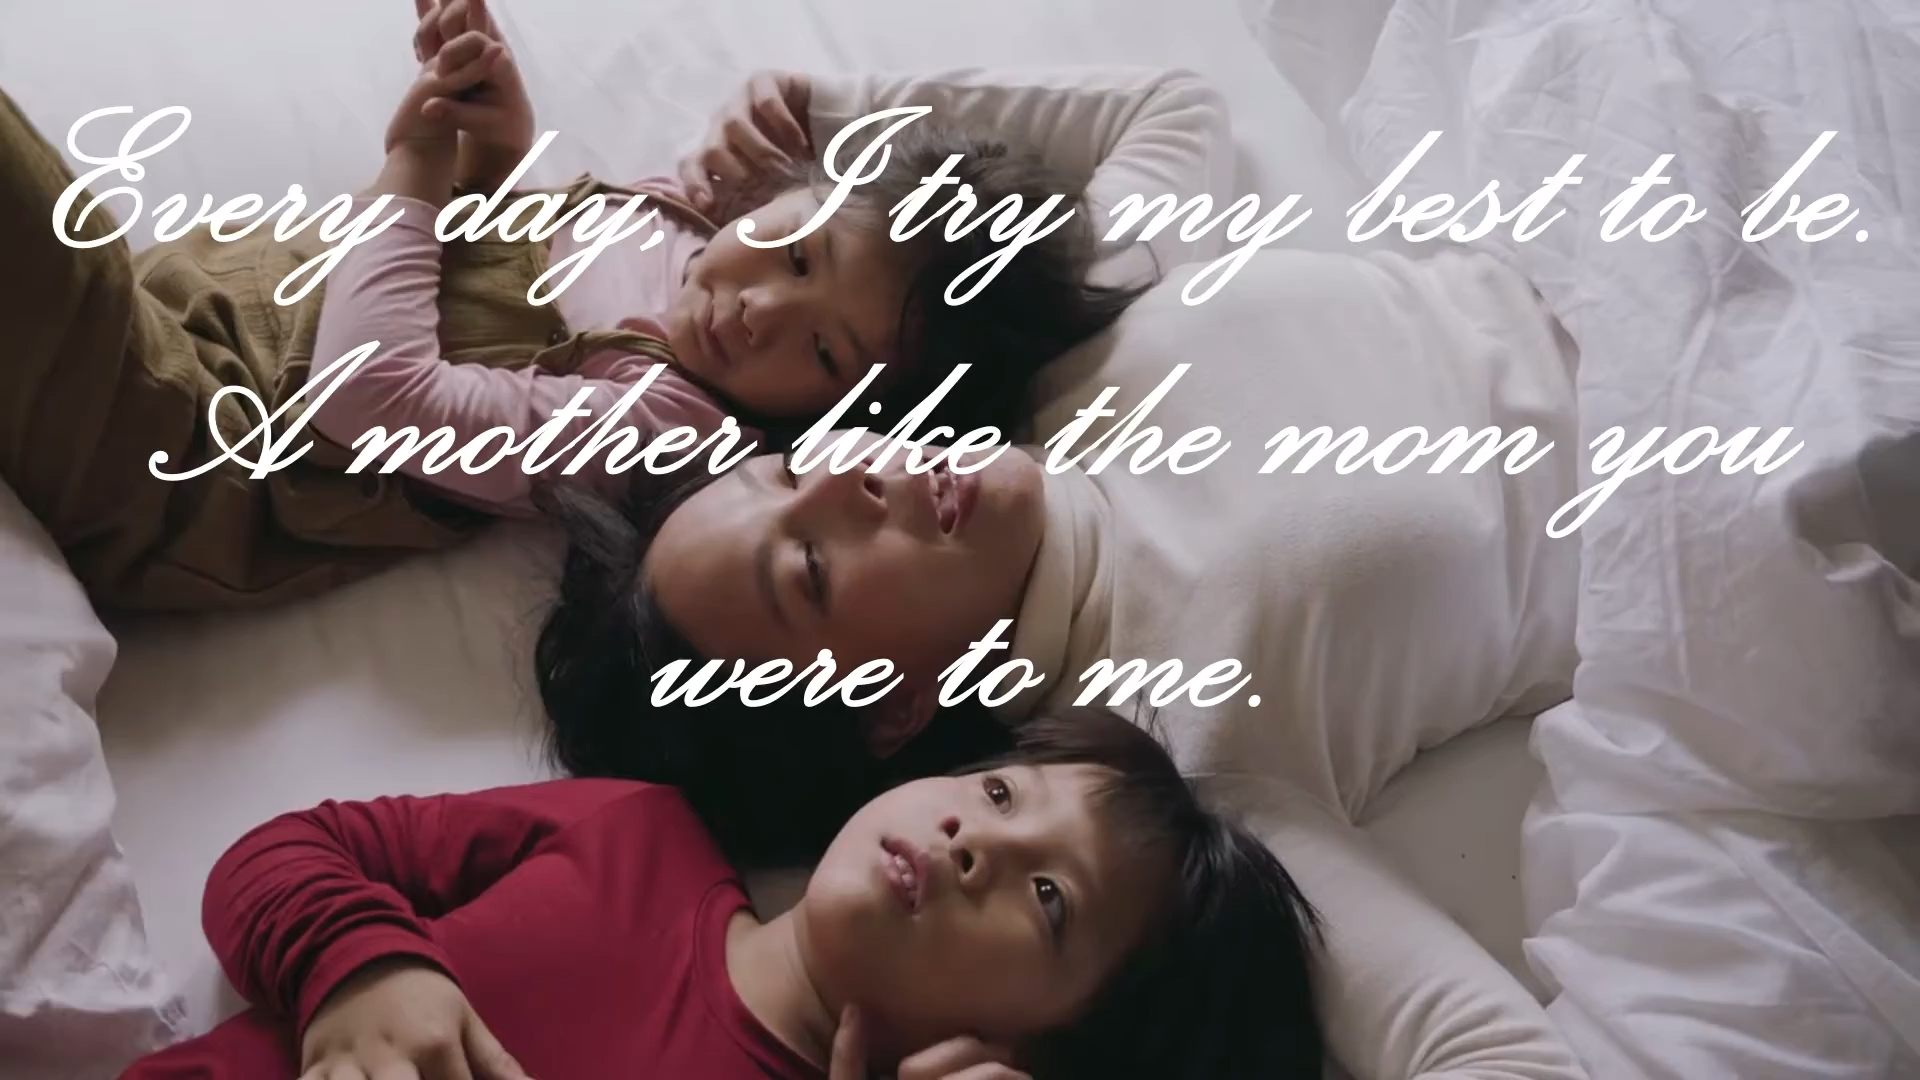 Every day, I try my best to be.
A mother like the mom you
were to me.